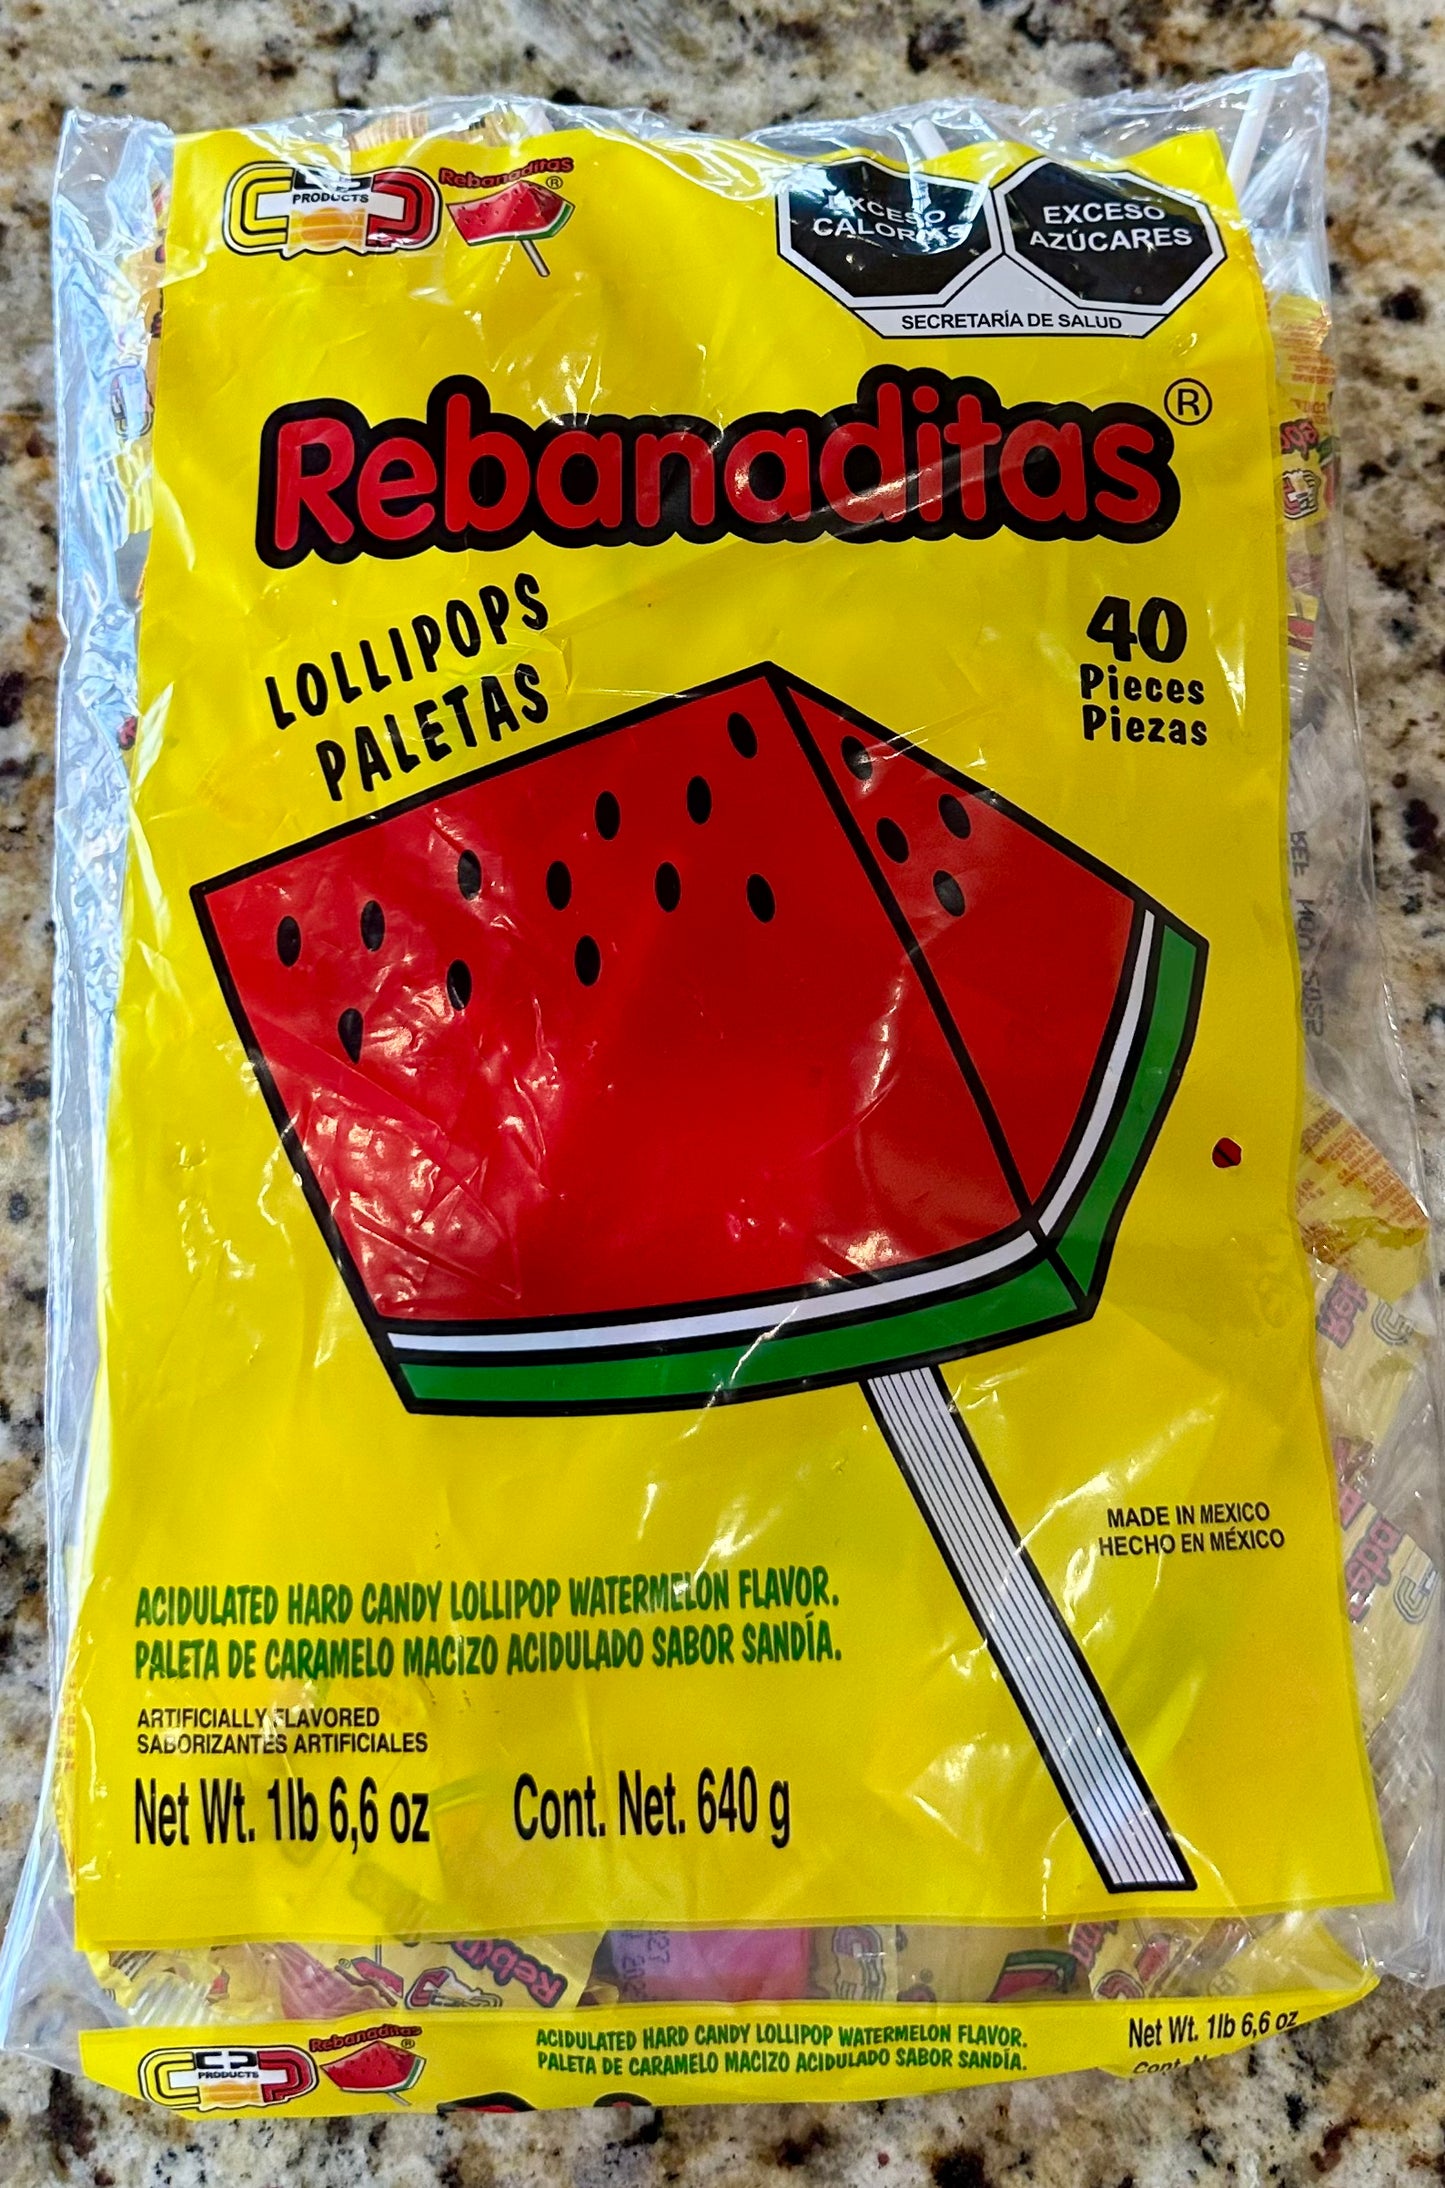 PRODUCTS
Rebanaditas®
EXCESO
CALORÍAS
EXCESO
AZÚCARES
SECRETARÍA DE SALUD
Rebanaditas®
LOLLIPOPS
PALETAS
40
Pieces
Piezas
MADE IN MEXICO
HECHO EN MÉXICO
ACIDULATED HARD CANDY LOLLIPOP WATERMELON FLAVOR.
PALETA DE CARAMELO MACIZO ACIDULADO SABOR SANDÍA.
ARTIFICIALLY FLAVORED
SABORIZANTES ARTIFICIALES
Net Wt. 1lb 6,6 oz Cont. Net. 640 g
PRODUCTS
Rebanaditas®
ACIDULATED HARD CANDY LOLLIPOP WATERMELON FLAVOR.
PALETA DE CARAMELO MACIZO ACIDULADO SABOR SANDÍA.
Net Wt. 1lb 6,6 oz
Cont.